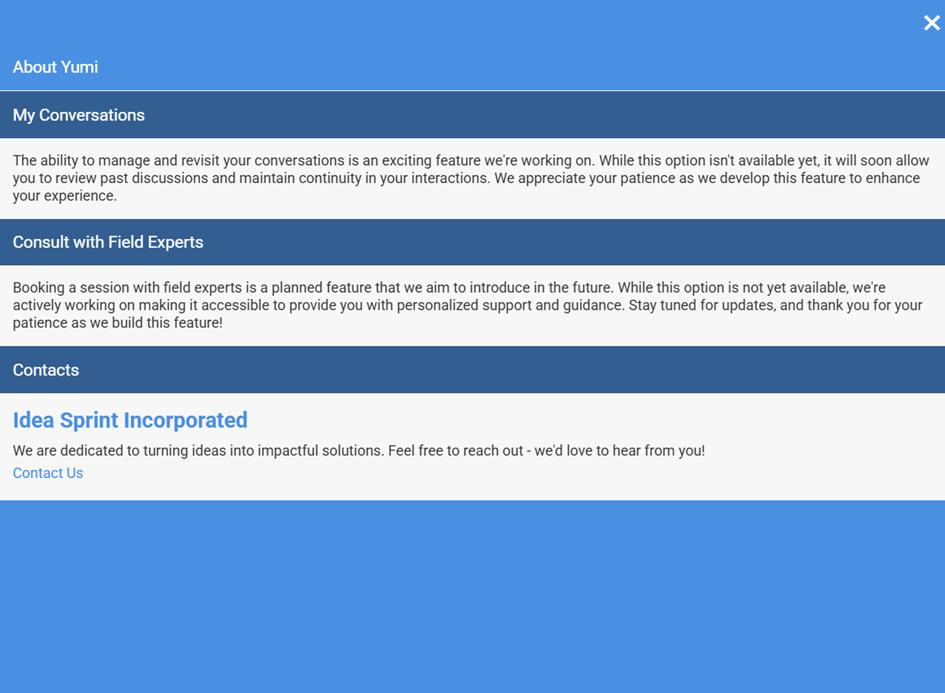 About Yumi
My Conversations
The ability to manage and revisit your conversations is an exciting feature we're working on. While this option isn't available yet, it will soon allow
you to review past discussions and maintain continuity in your interactions. We appreciate your patience as we develop this feature to enhance
your experience.
Consult with Field Experts
Booking a session with field experts is a planned feature that we aim to introduce in the future. While this option is not yet available, we're
actively working on making it accessible to provide you with personalized support and guidance. Stay tuned for updates, and thank you for your
patience as we build this feature!
Contacts
Idea Sprint Incorporated
We are dedicated to turning ideas into impactful solutions. Feel free to reach out - we'd love to hear from you!
Contact Us